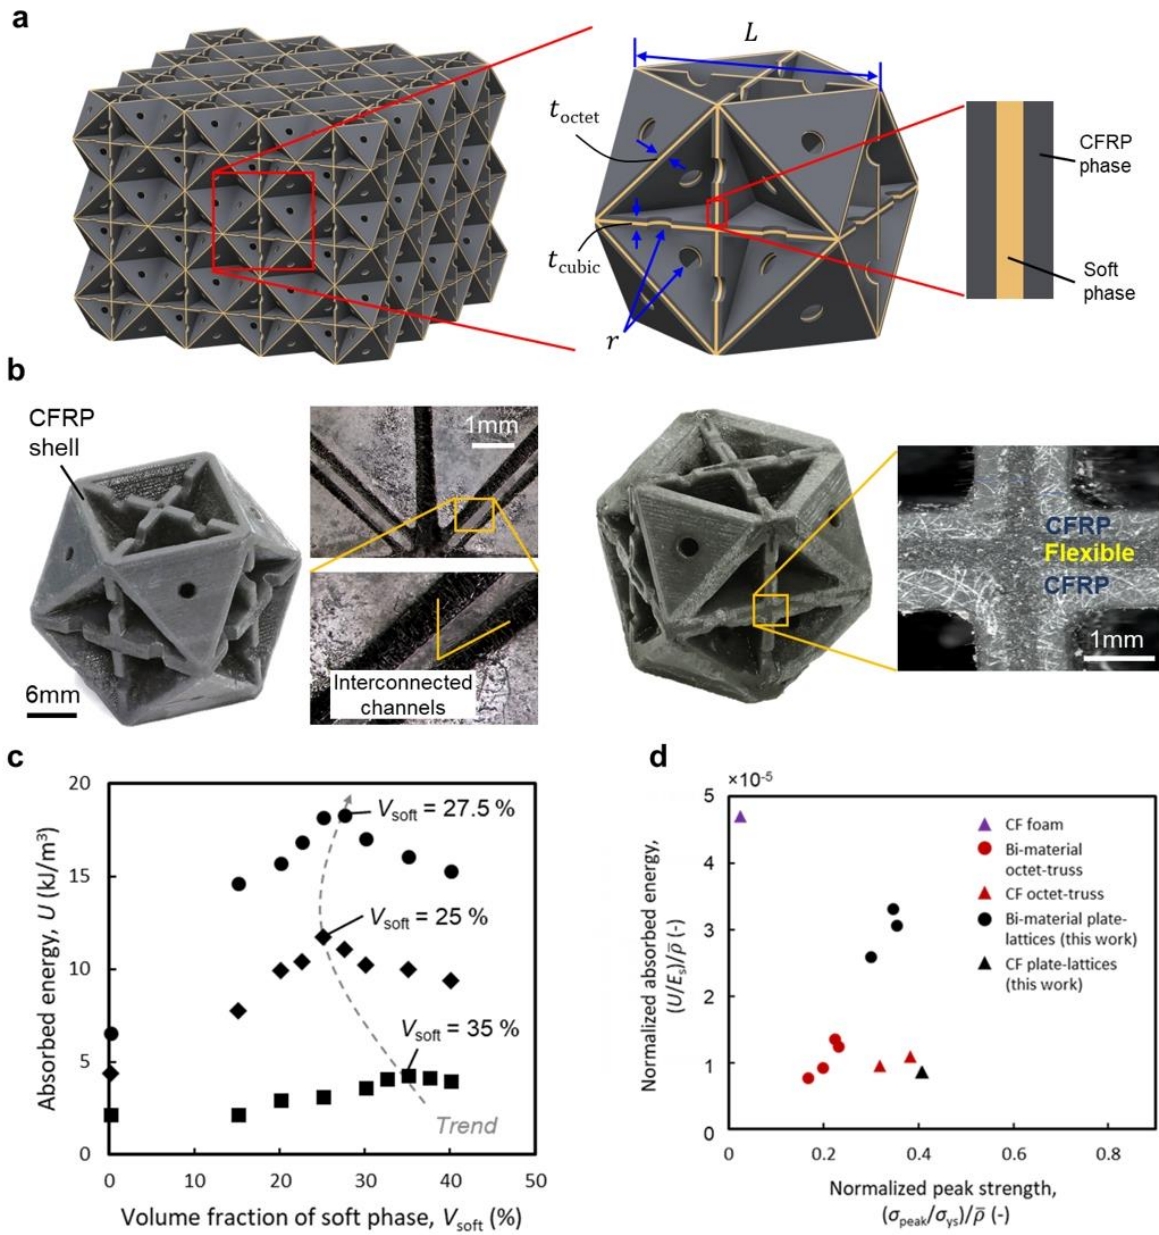 a
L
t_octet
t_cubic
r
CFRP
phase
Soft
phase
b
CFRP
shell
1mm
6mm
Interconnected
channels
CFRP
Flexible
CFRP
1mm
c
20
15
10
5
0
0 10 20 30 40 50
Absorbed energy, U (kJ/m³)
Volume fraction of soft phase, V_soft (%)
V_soft = 27.5 %
V_soft = 25 %
V_soft = 35 %
Trend
d
×10⁻⁵
5
4
3
2
1
0
0 0.2 0.4 0.6 0.8
Normalized absorbed energy,
(U/E_s)/ρ̄ (-)
Normalized peak strength,
(σ_peak/σ_ys)/ρ̄ (-)
CF foam
Bi-material
octet-truss
CF octet-truss
Bi-material plate-
lattices (this work)
CF plate-lattices
(this work)